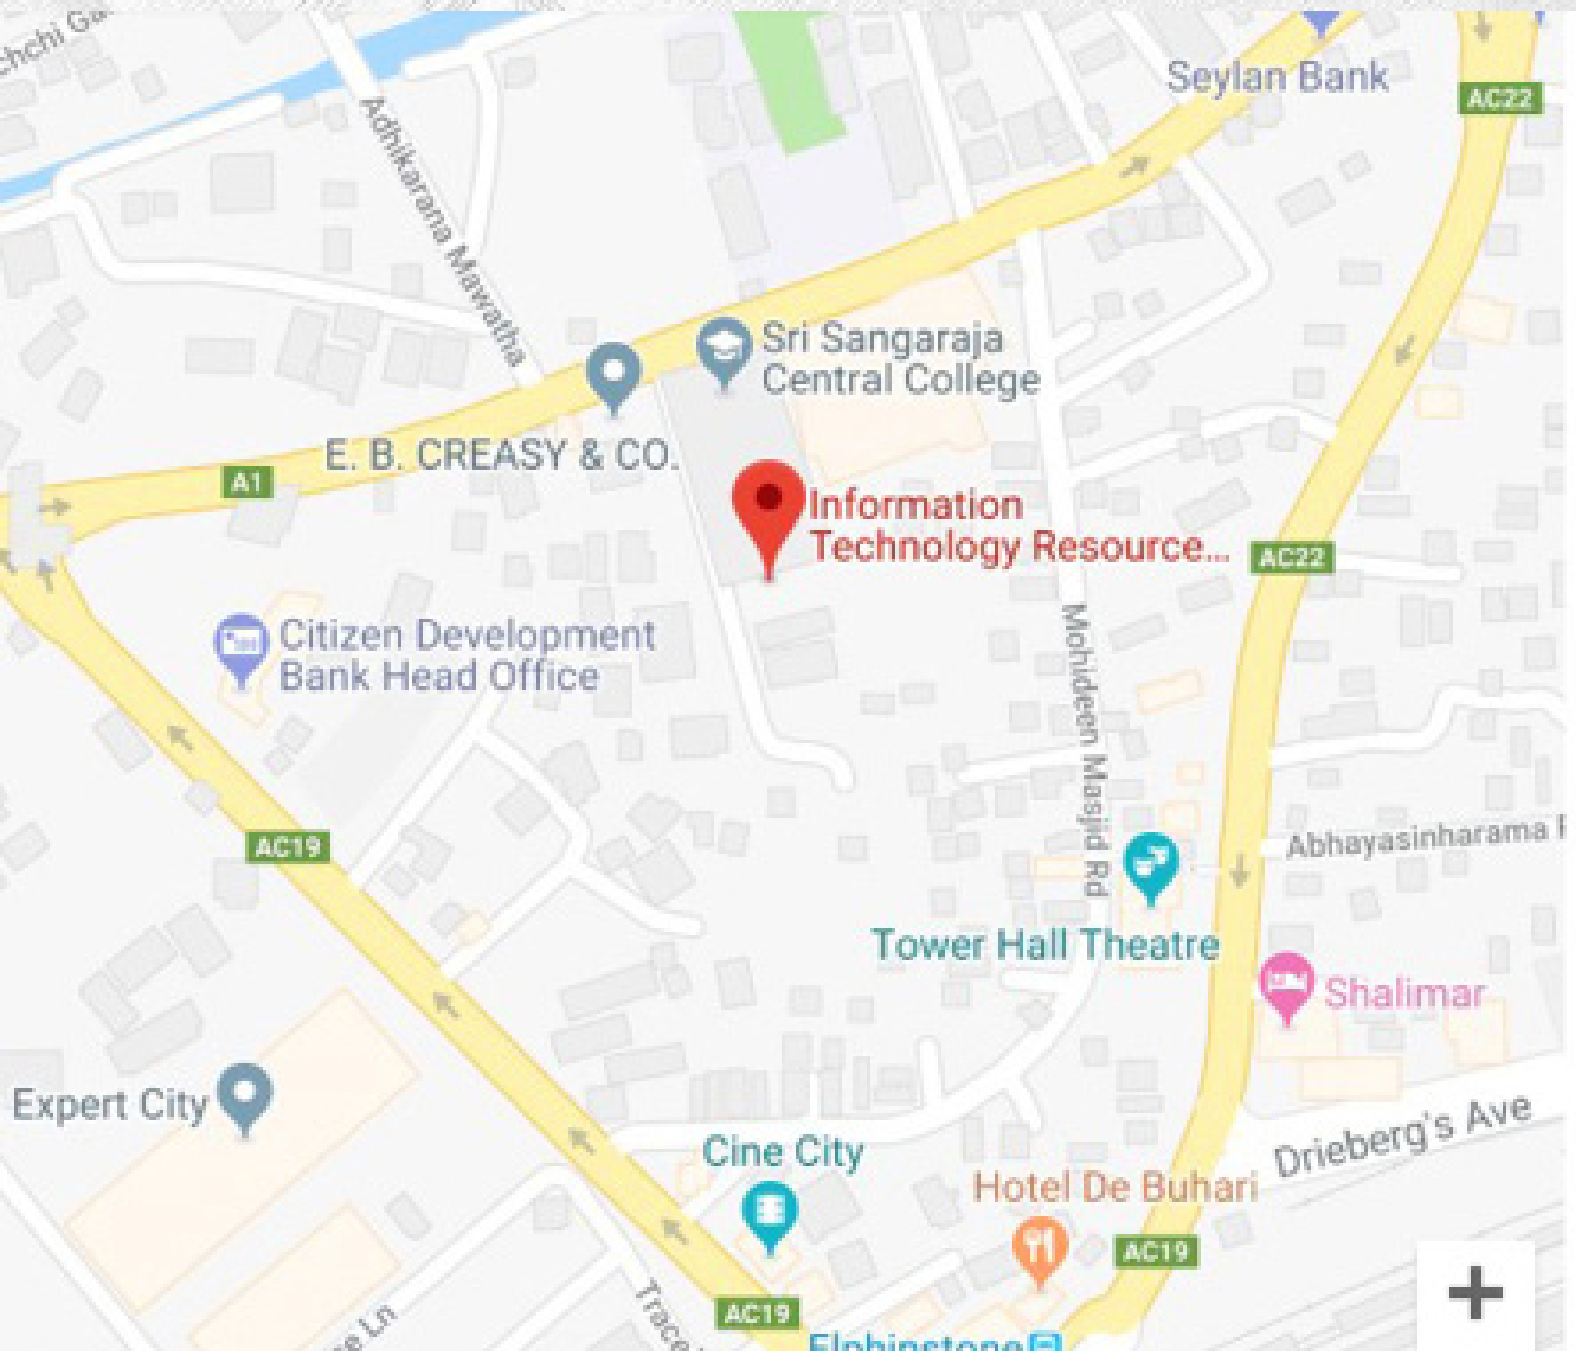 Seylan Bank
AC22
Adhikarana Mawatha
Sri Sangaraja
Central College
E. B. CREASY & CO.
A1
Information
Technology Resource...
AC22
Citizen Development
Bank Head Office
Mohideen Masjid Rd
AC19
Abhayasinharama
Tower Hall Theatre
Shalimar
Expert City
Cine City
Drieberg's Ave
Hotel De Buhari
AC19
AC19
Elphinstone
Ln